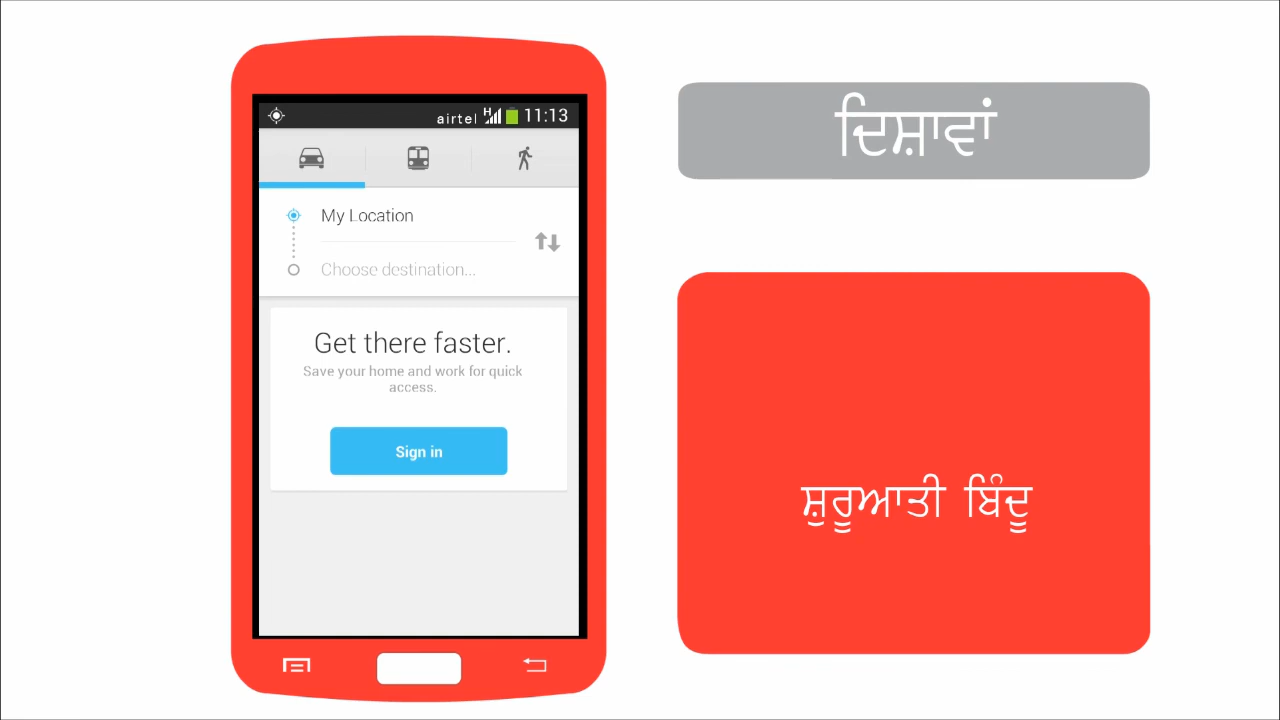 airtel H 11:13
My Location
Choose destination...
Get there faster.
Save your home and work for quick
access.
Sign in
ਦਿਸ਼ਾਵਾਂ
ਸ਼ੁਰੂਆਤੀ ਬਿੰਦੂ